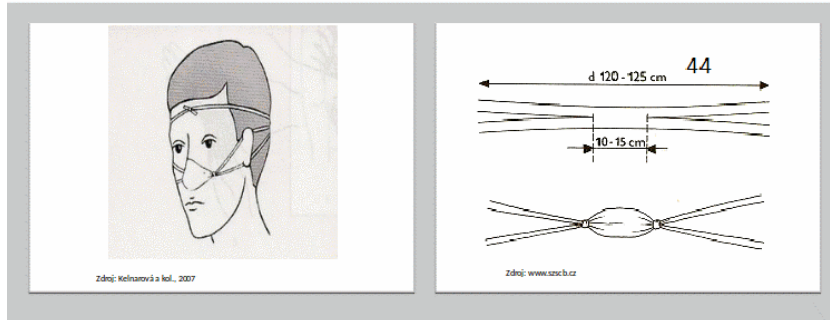 Zdroj: Kelnarová a kol., 2007
44
d 120 - 125 cm
10 - 15 cm
Zdroj: www.szscb.cz